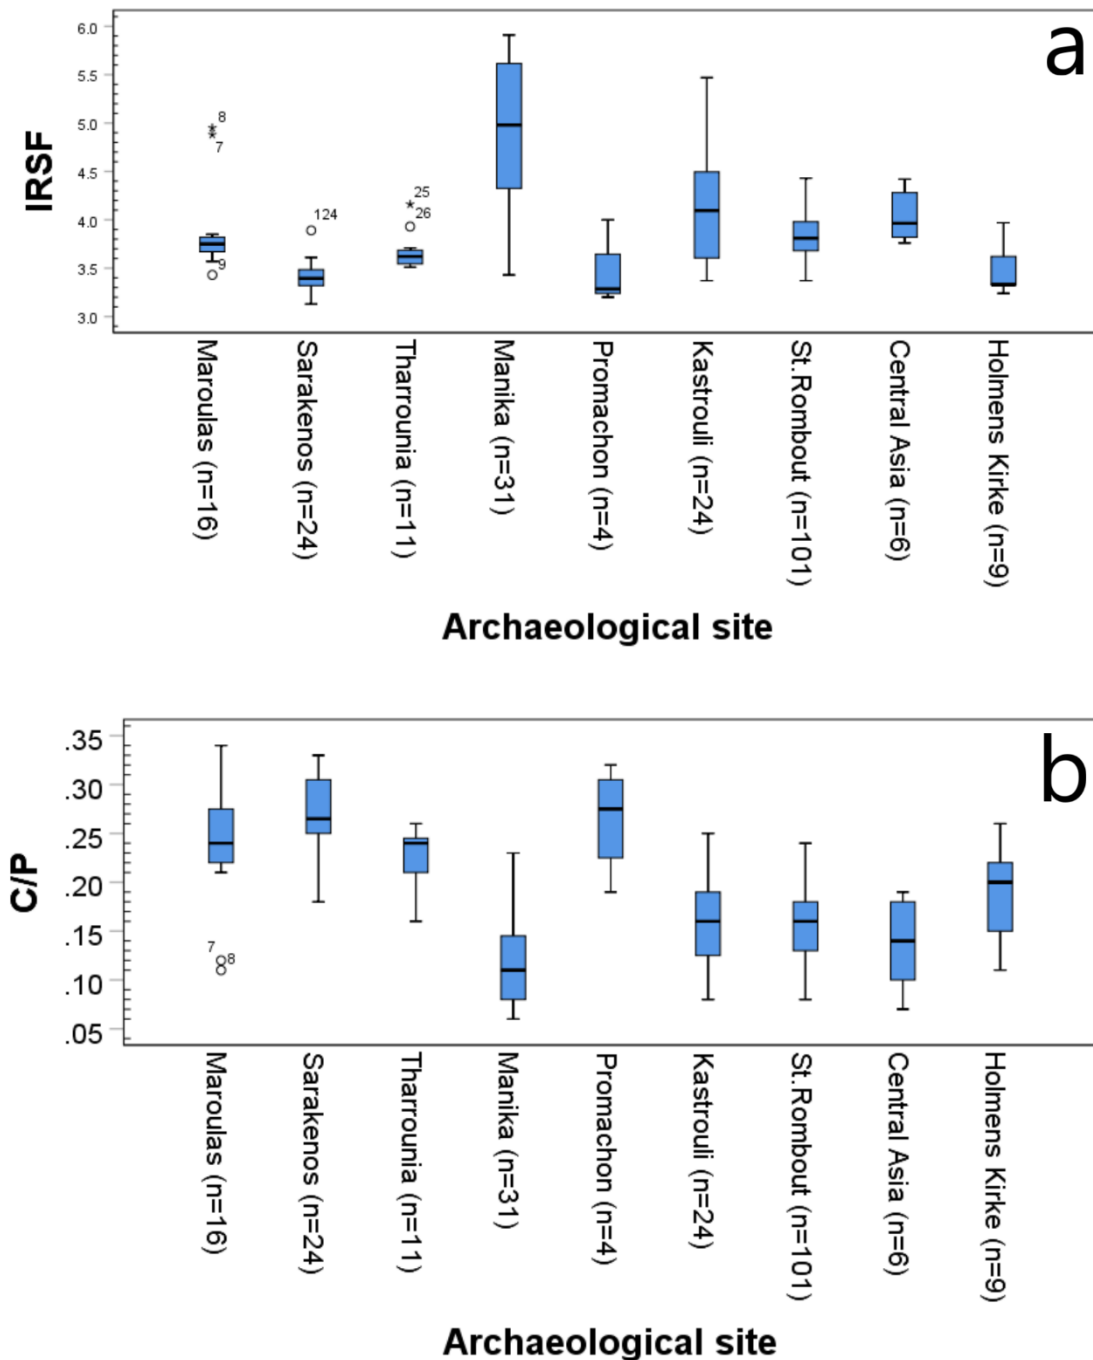 a
IRSF
6.0
5.5
5.0
4.5
4.0
3.5
3.0
8
7
9
124
25
26
Maroulas (n=16)
Sarakenos (n=24)
Tharrounia (n=11)
Manika (n=31)
Promachon (n=4)
Kastrouli (n=24)
St.Rombout (n=101)
Central Asia (n=6)
Holmens Kirke (n=9)
Archaeological site
b
C/P
.35
.30
.25
.20
.15
.10
.05
7
8
Maroulas (n=16)
Sarakenos (n=24)
Tharrounia (n=11)
Manika (n=31)
Promachon (n=4)
Kastrouli (n=24)
St.Rombout (n=101)
Central Asia (n=6)
Holmens Kirke (n=9)
Archaeological site